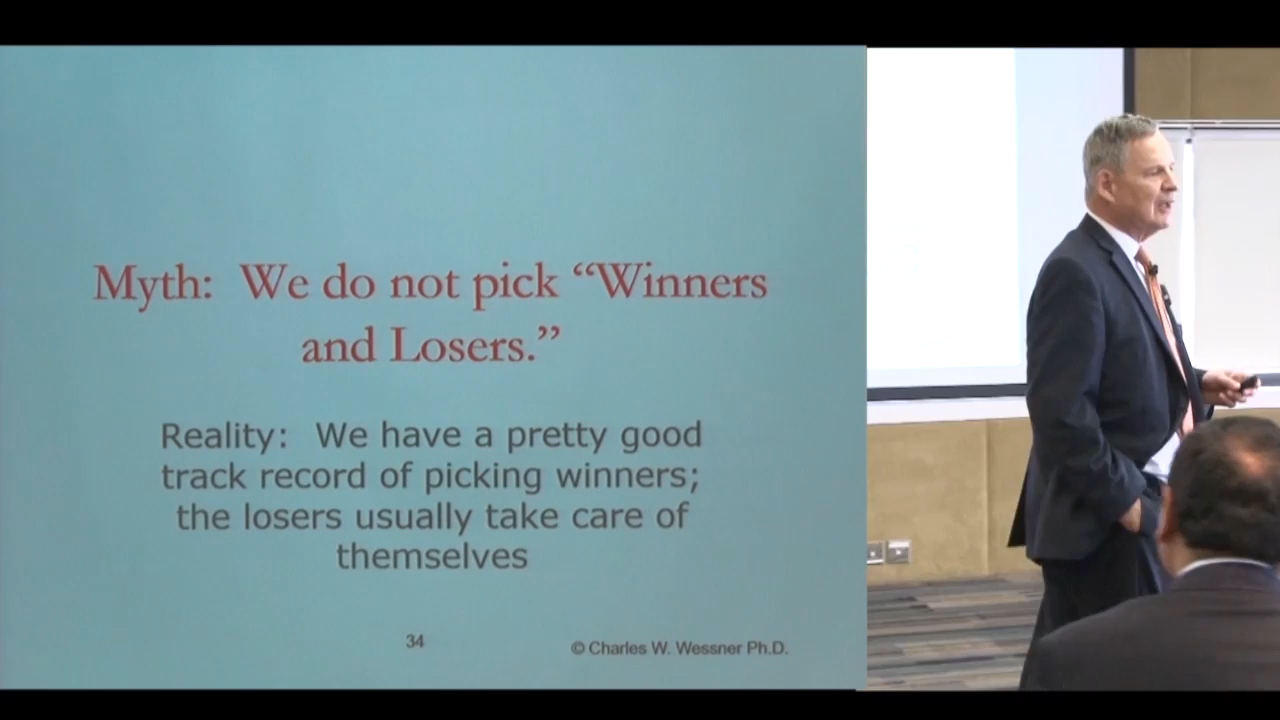 Myth: We do not pick “Winners
and Losers.”
Reality: We have a pretty good
track record of picking winners;
the losers usually take care of
themselves
34
© Charles W. Wessner Ph.D.